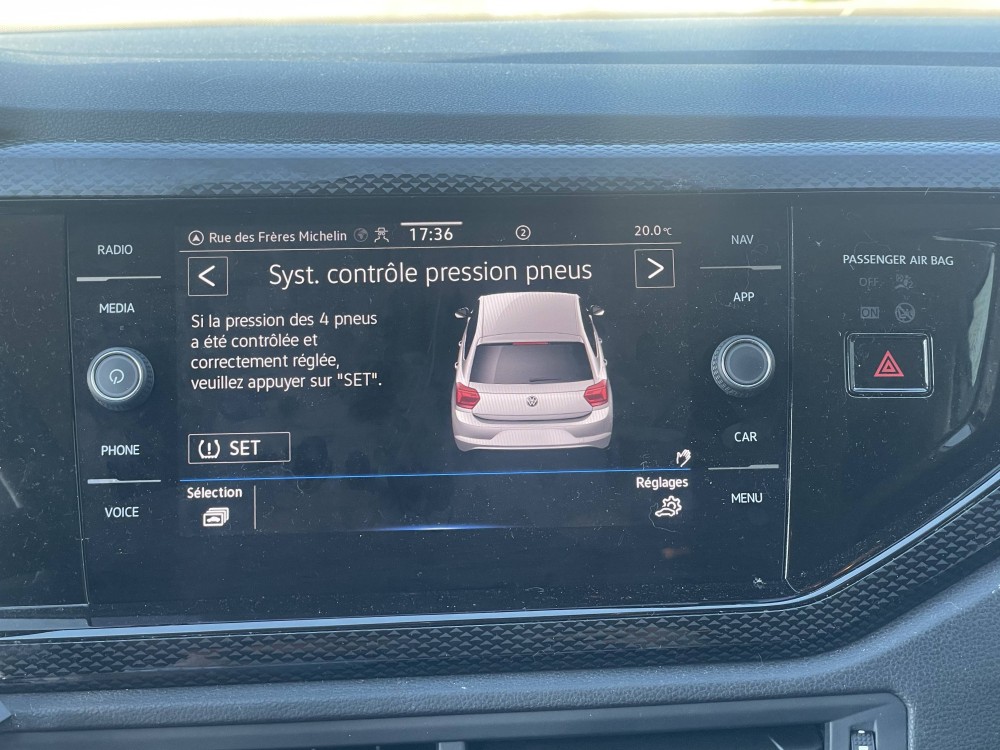 RADIO
MEDIA
PHONE
VOICE
Rue des Frères Michelin
17:36
2
20.0°C
<
Syst. contrôle pression pneus
>
Si la pression des 4 pneus
a été contrôlée et
correctement réglée,
veuillez appuyer sur "SET".
(!) SET
Sélection
Réglages
NAV
APP
CAR
MENU
PASSENGER AIR BAG
OFF
ON